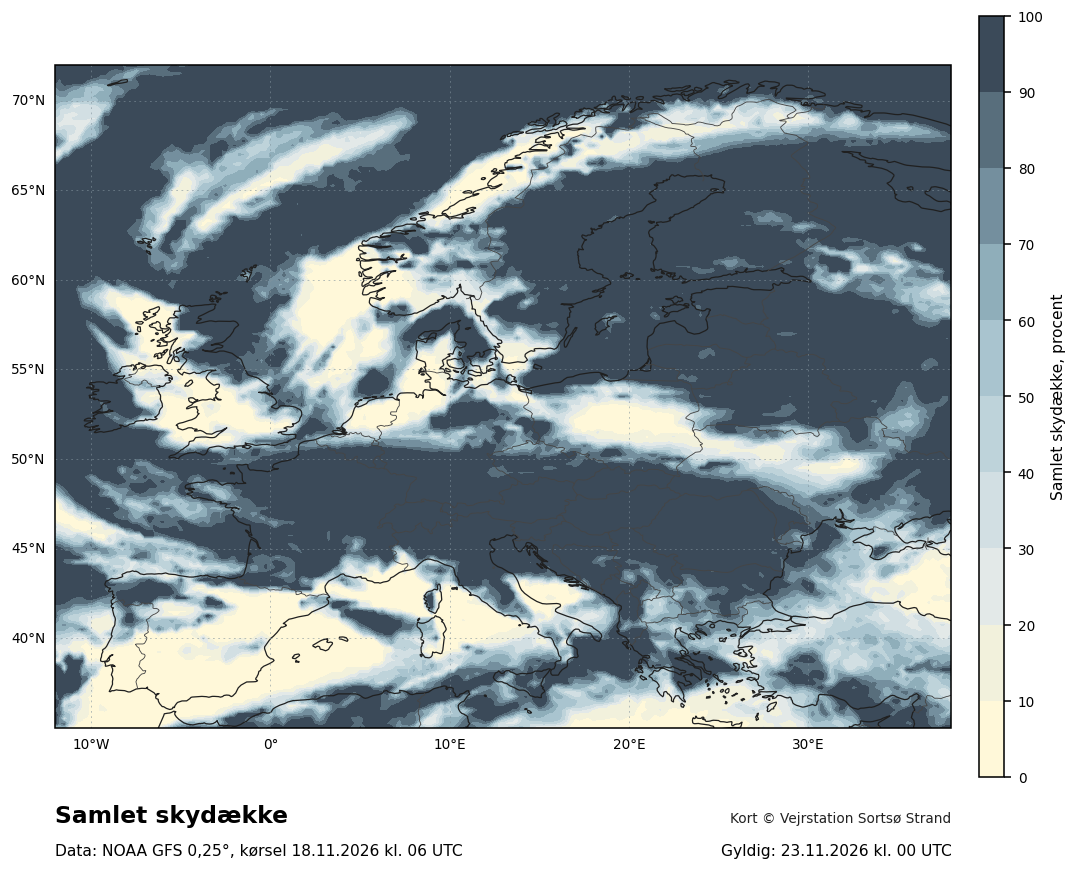 100
90
80
70
60
50
40
30
20
10
0
Samlet skydække, procent
70°N
65°N
60°N
55°N
50°N
45°N
40°N
10°W
0°
10°E
20°E
30°E
Samlet skydække
Kort © Vejrstation Sortsø Strand
Data: NOAA GFS 0,25°, kørsel 18.11.2026 kl. 06 UTC
Gyldig: 23.11.2026 kl. 00 UTC